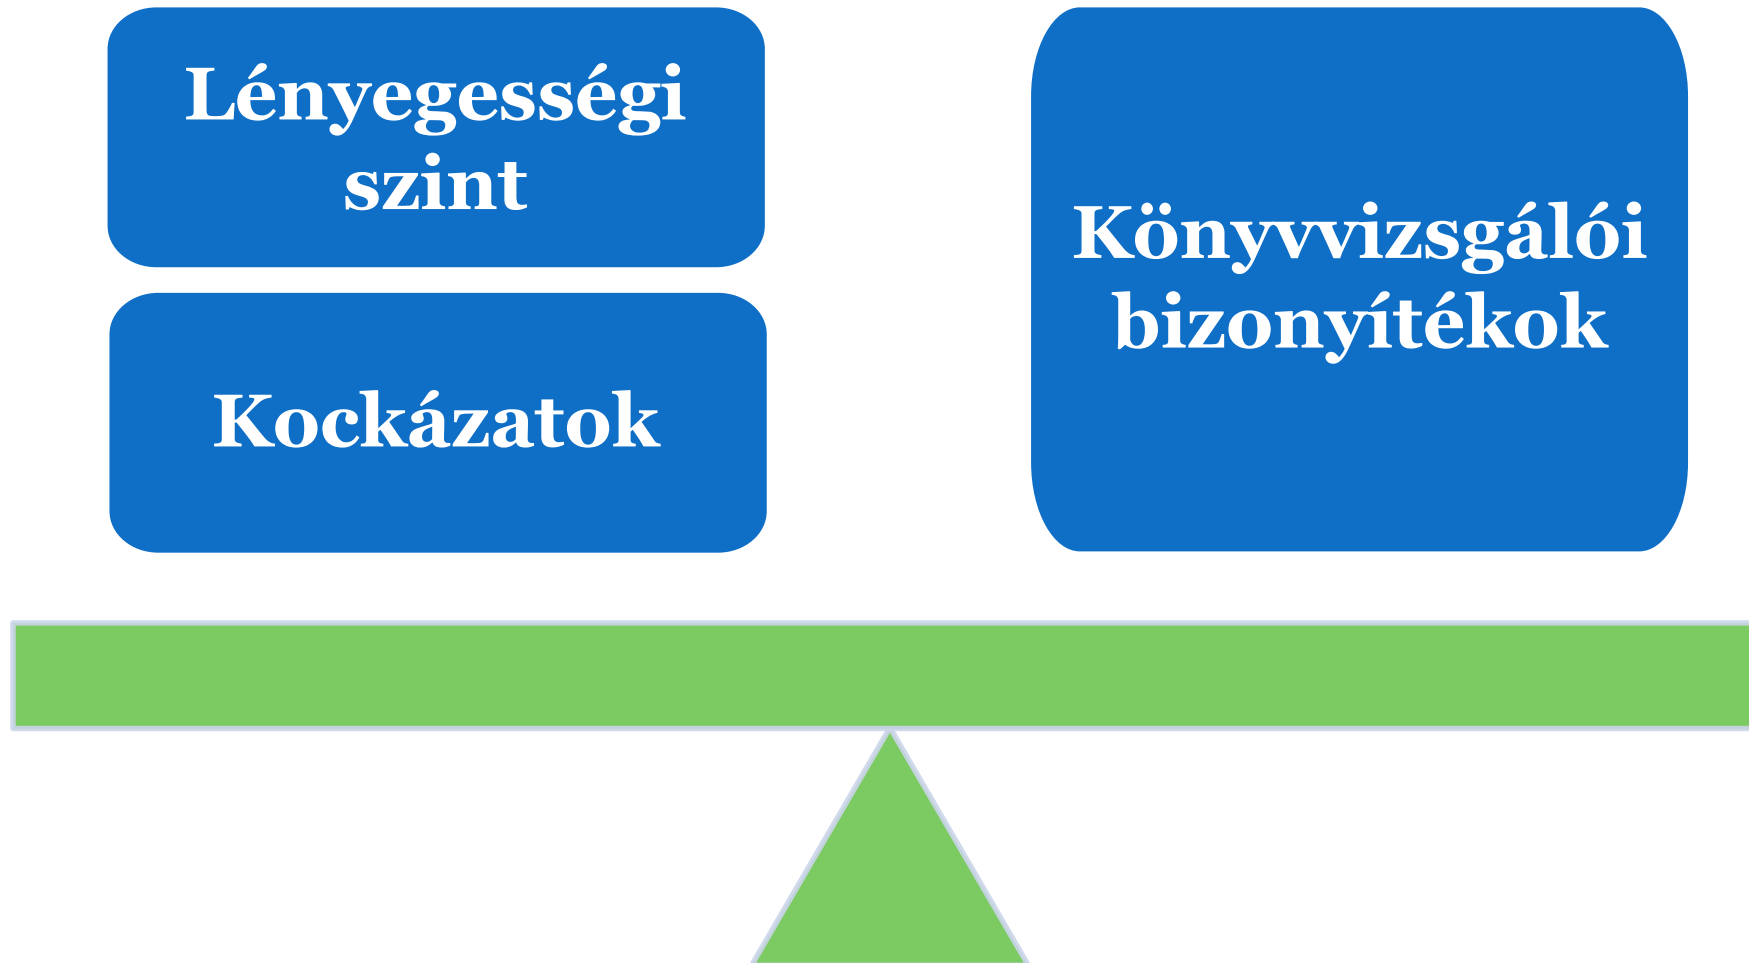 Lényegességi
szint
Kockázatok
Könyvvizsgálói
bizonyítékok